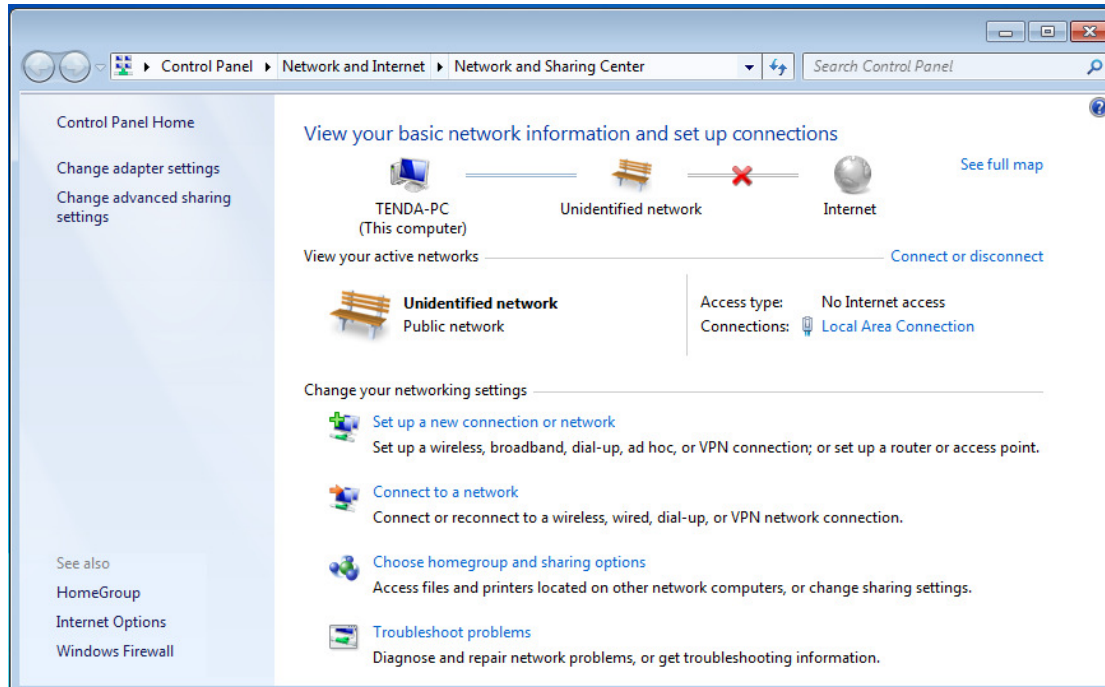 Control Panel Network and Internet Network and Sharing Center Search Control Panel
Control Panel Home
Change adapter settings
Change advanced sharing
settings
See also
HomeGroup
Internet Options
Windows Firewall
View your basic network information and set up connections
See full map
TENDA-PC Unidentified network Internet
(This computer)
View your active networks Connect or disconnect
Unidentified network
Public network
Access type: No Internet access
Connections: Local Area Connection
Change your networking settings
Set up a new connection or network
Set up a wireless, broadband, dial-up, ad hoc, or VPN connection; or set up a router or access point.
Connect to a network
Connect or reconnect to a wireless, wired, dial-up, or VPN network connection.
Choose homegroup and sharing options
Access files and printers located on other network computers, or change sharing settings.
Troubleshoot problems
Diagnose and repair network problems, or get troubleshooting information.